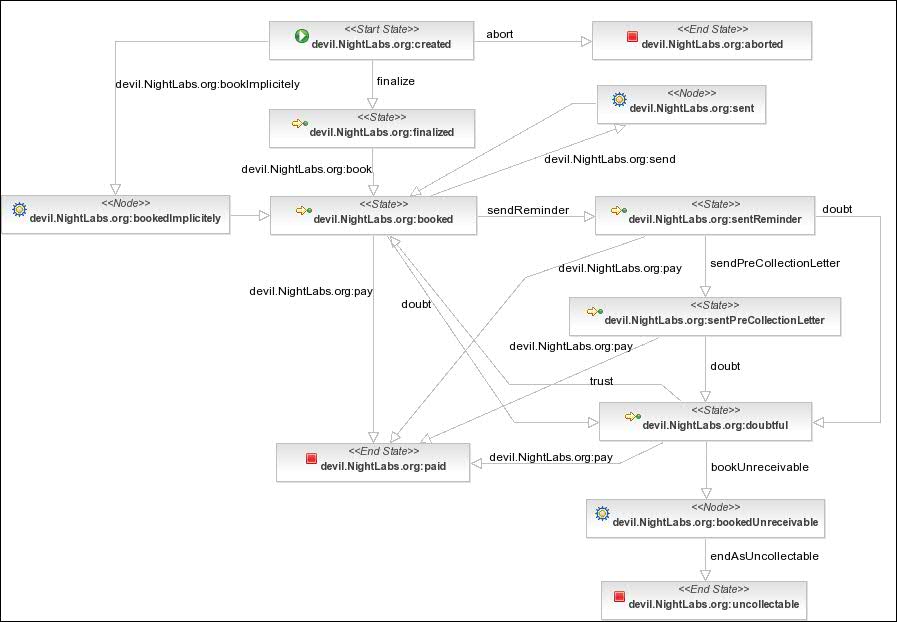 <<Start State>>
devil.NightLabs.org:created
abort
<<End State>>
devil.NightLabs.org:aborted
devil.NightLabs.org:bookImplicitely
finalize
<<Node>>
devil.NightLabs.org:sent
<<State>>
devil.NightLabs.org:finalized
devil.NightLabs.org:send
devil.NightLabs.org:book
<<Node>>
devil.NightLabs.org:bookedImplicitely
<<State>>
devil.NightLabs.org:booked
sendReminder
<<State>>
devil.NightLabs.org:sentReminder
doubt
devil.NightLabs.org:pay
sendPreCollectionLetter
devil.NightLabs.org:pay
doubt
<<State>>
devil.NightLabs.org:sentPreCollectionLetter
devil.NightLabs.org:pay
doubt
trust
<<State>>
devil.NightLabs.org:doubtful
<<End State>>
devil.NightLabs.org:paid
devil.NightLabs.org:pay
bookUnreceivable
<<Node>>
devil.NightLabs.org:bookedUnreceivable
endAsUncollectable
<<End State>>
devil.NightLabs.org:uncollectable